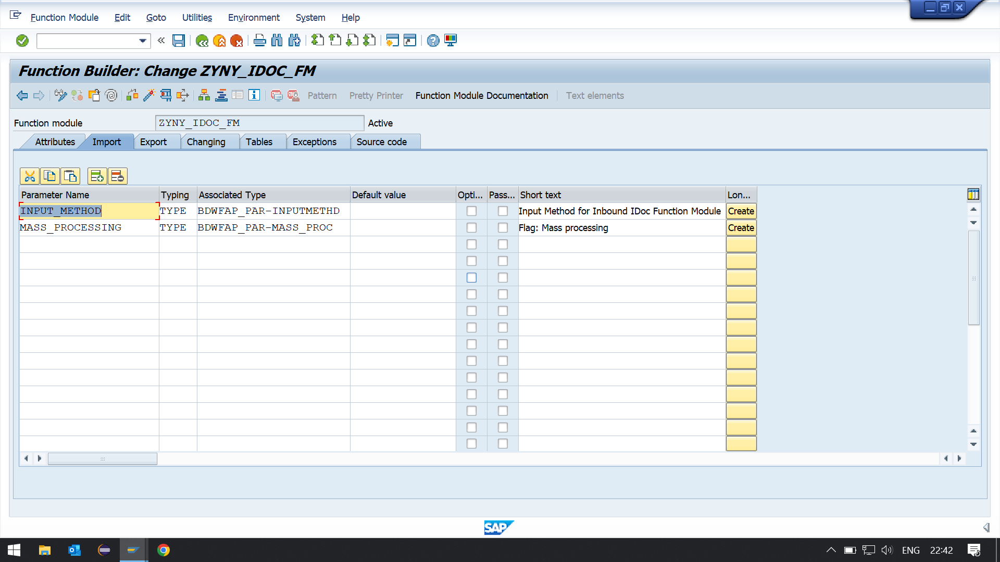 Function Module Edit Goto Utilities Environment System Help
Function Builder: Change ZYNY_IDOC_FM
Pattern Pretty Printer Function Module Documentation Text elements
Function module ZYNY_IDOC_FM Active
Attributes Import Export Changing Tables Exceptions Source code
Parameter Name Typing Associated Type Default value Opti... Pass... Short text Lon...
INPUT_METHOD TYPE BDWFAP_PAR-INPUTMETHD Input Method for Inbound IDoc Function Module Create
MASS_PROCESSING TYPE BDWFAP_PAR-MASS_PROC Flag: Mass processing Create
SAP
ENG 22:42